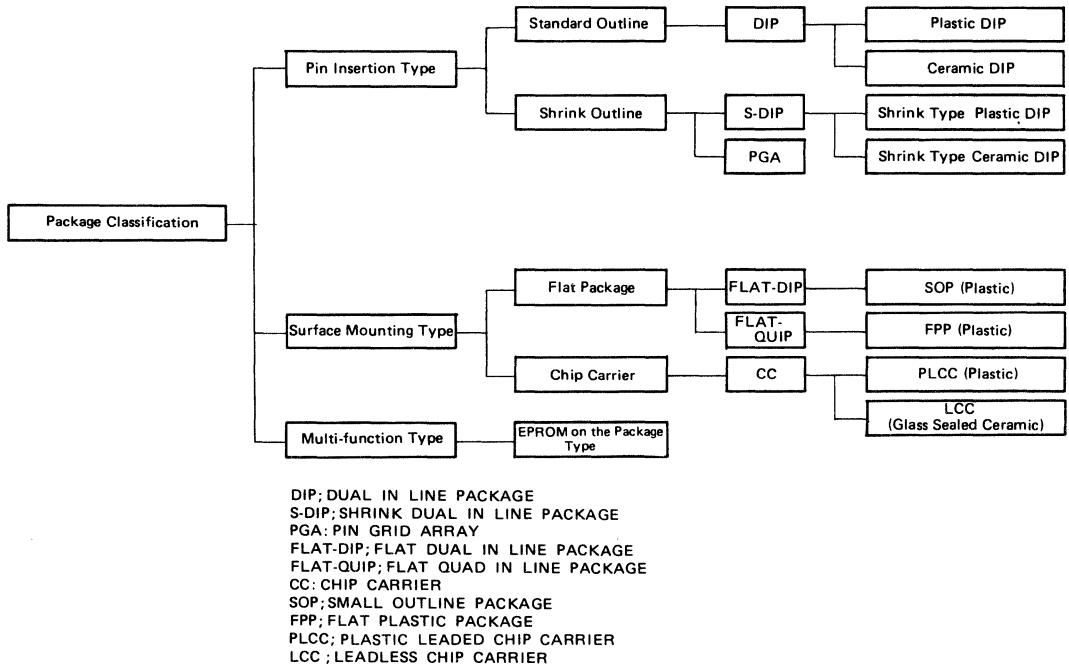 Standard Outline
DIP
Plastic DIP
Pin Insertion Type
Ceramic DIP
Shrink Outline
S-DIP
Shrink Type Plastic DIP
PGA
Shrink Type Ceramic DIP
Package Classification
Flat Package
FLAT-DIP
SOP (Plastic)
Surface Mounting Type
FLAT-
QUIP
FPP (Plastic)
Chip Carrier
CC
PLCC (Plastic)
LCC
(Glass Sealed Ceramic)
Multi-function Type
EPROM on the Package
Type
DIP; DUAL IN LINE PACKAGE
S-DIP; SHRINK DUAL IN LINE PACKAGE
PGA: PIN GRID ARRAY
FLAT-DIP; FLAT DUAL IN LINE PACKAGE
FLAT-QUIP; FLAT QUAD IN LINE PACKAGE
CC: CHIP CARRIER
SOP; SMALL OUTLINE PACKAGE
FPP; FLAT PLASTIC PACKAGE
PLCC; PLASTIC LEADED CHIP CARRIER
LCC ; LEADLESS CHIP CARRIER